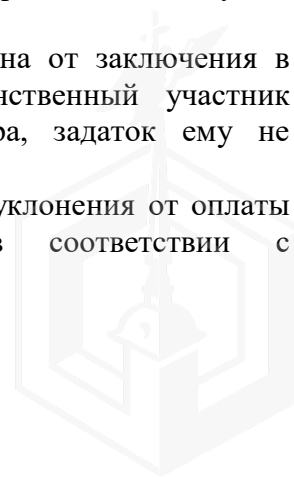 на от заключения в
нственный участник
ра, задаток ему не
уклонения от оплаты
в соответствии с